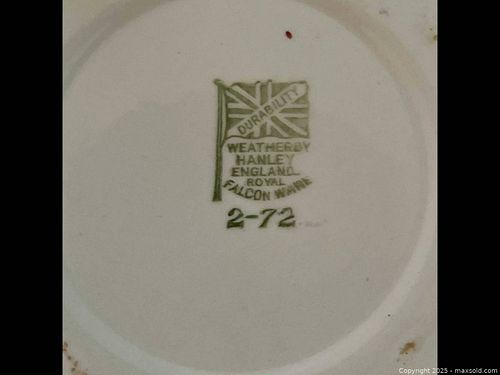 DURABILITY
WEATHERBY
HANLEY
ENGLAND
ROYAL
FALCON WARE
2-72
Copyright 2025 - maxsold.com